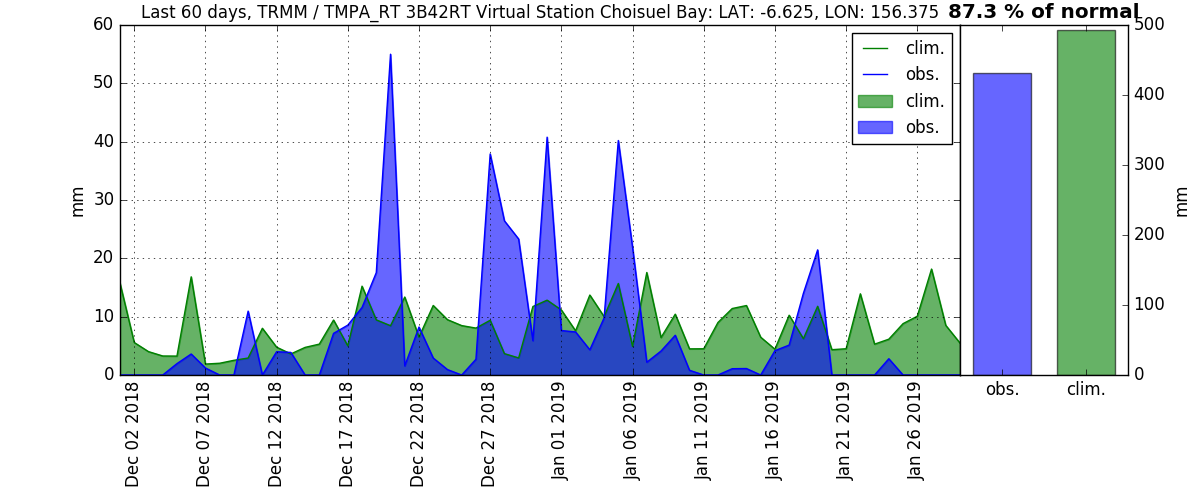 Last 60 days, TRMM / TMPA_RT 3B42RT Virtual Station Choisuel Bay: LAT: -6.625, LON: 156.375
87.3 % of normal
60
50
40
30
20
10
0
mm
clim.
obs.
clim.
obs.
500
400
300
200
100
0
mm
obs.
clim.
Dec 02 2018
Dec 07 2018
Dec 12 2018
Dec 17 2018
Dec 22 2018
Dec 27 2018
Jan 01 2019
Jan 06 2019
Jan 11 2019
Jan 16 2019
Jan 21 2019
Jan 26 2019